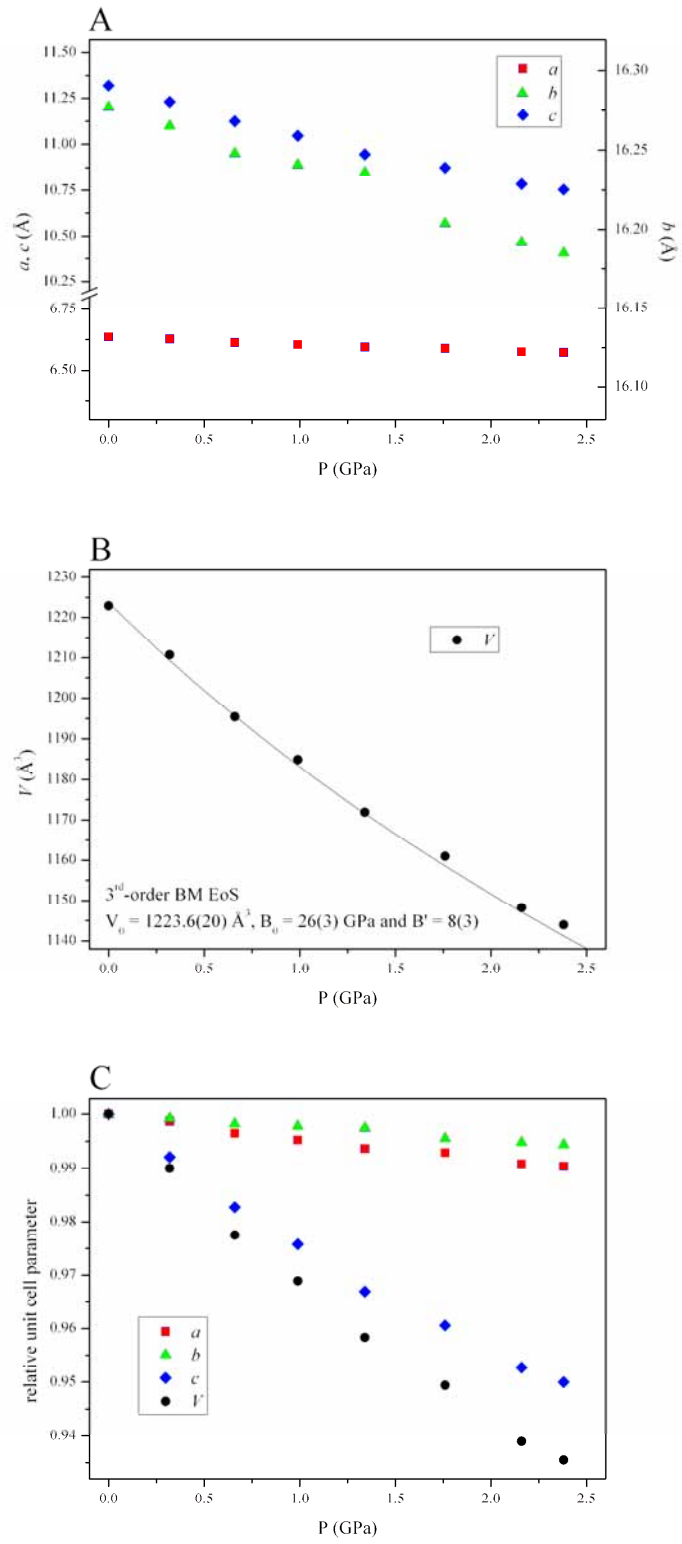 A
11.50
11.25
11.00
10.75
10.50
10.25
6.75
6.50
a, c (Å)
16.30
16.25
16.20
16.15
16.10
b (Å)
a
b
c
0.0 0.5 1.0 1.5 2.0 2.5
P (GPa)
B
1230
1220
1210
1200
1190
1180
1170
1160
1150
1140
V (Å³)
V
3rd-order BM EoS
V₀ = 1223.6(20) Å³, B₀ = 26(3) GPa and B' = 8(3)
0.0 0.5 1.0 1.5 2.0 2.5
P (GPa)
C
1.00
0.99
0.98
0.97
0.96
0.95
0.94
relative unit cell parameter
a
b
c
V
0.0 0.5 1.0 1.5 2.0 2.5
P (GPa)